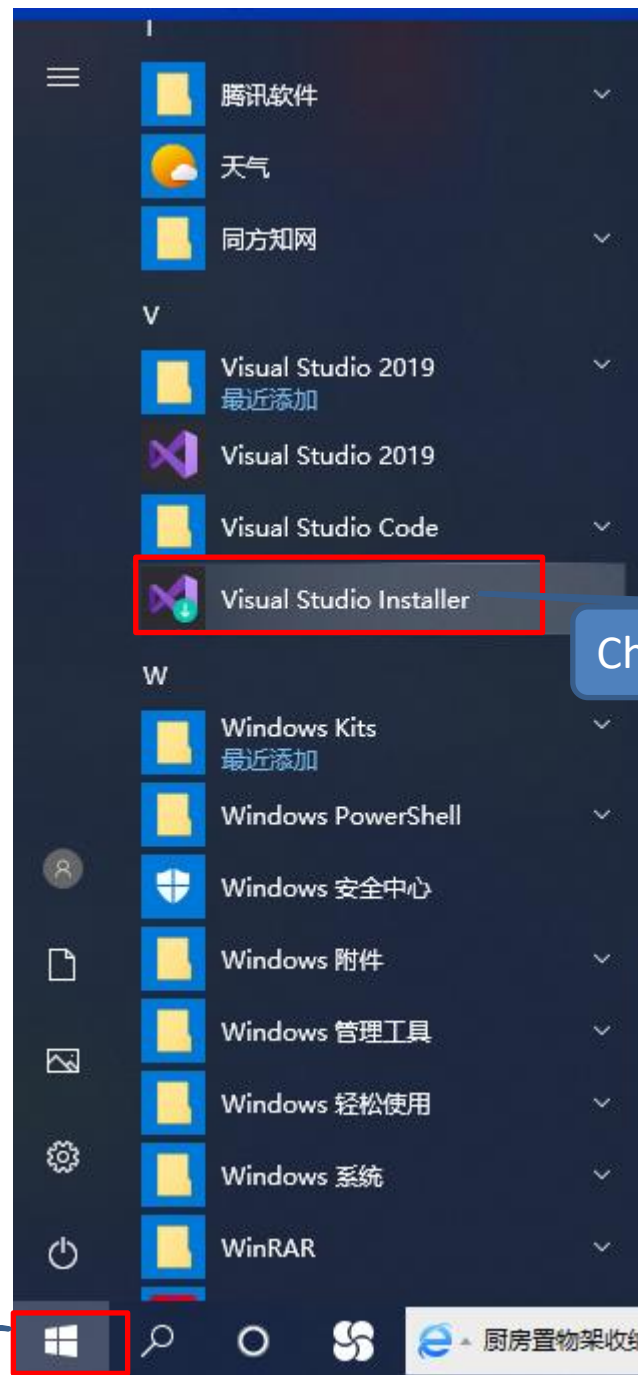 腾讯软件
天气
同方知网
V
Visual Studio 2019
最近添加
Visual Studio 2019
Visual Studio Code
Visual Studio Installer
Ch
W
Windows Kits
最近添加
Windows PowerShell
Windows 安全中心
Windows 附件
Windows 管理工具
Windows 轻松使用
Windows 系统
WinRAR
厨房置物架收